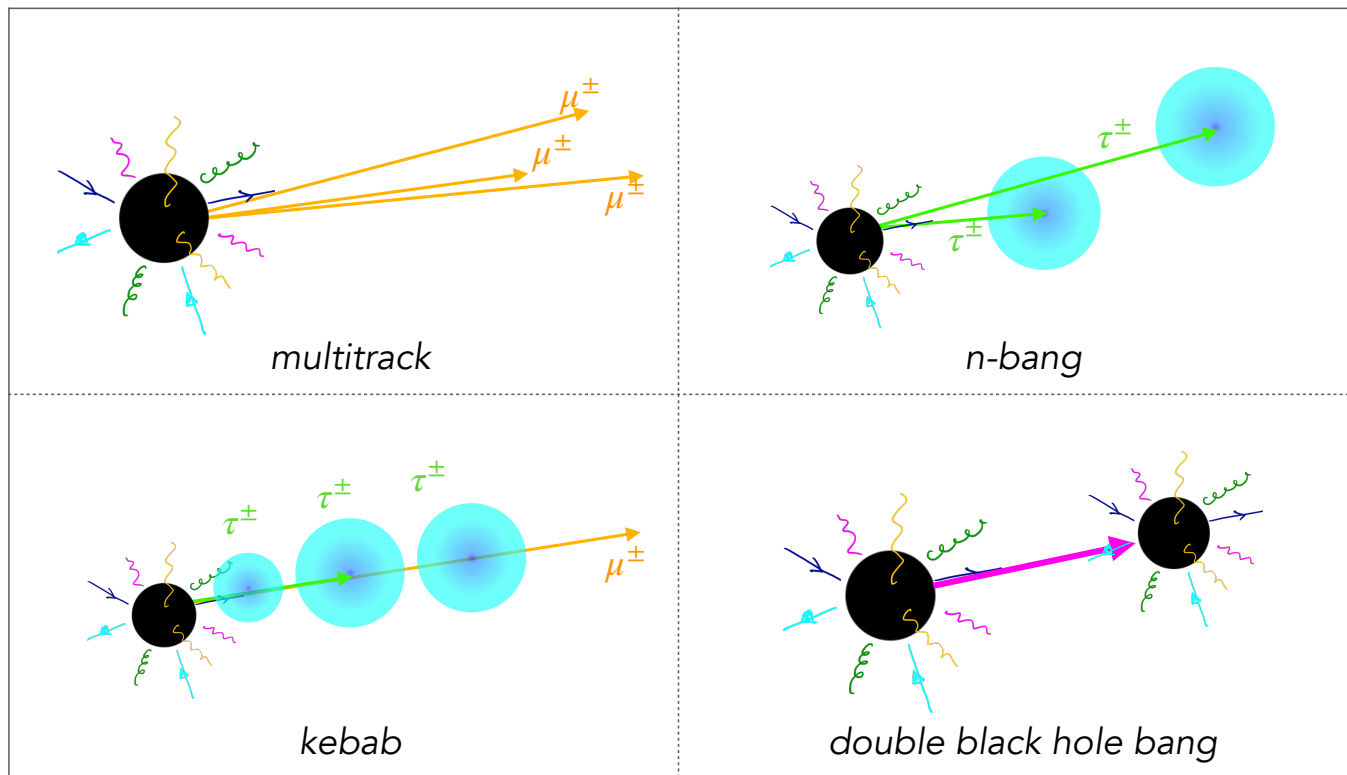 μ±
μ±
μ±
multitrack
τ±
τ±
n-bang
τ±
τ±
τ±
μ±
kebab
double black hole bang